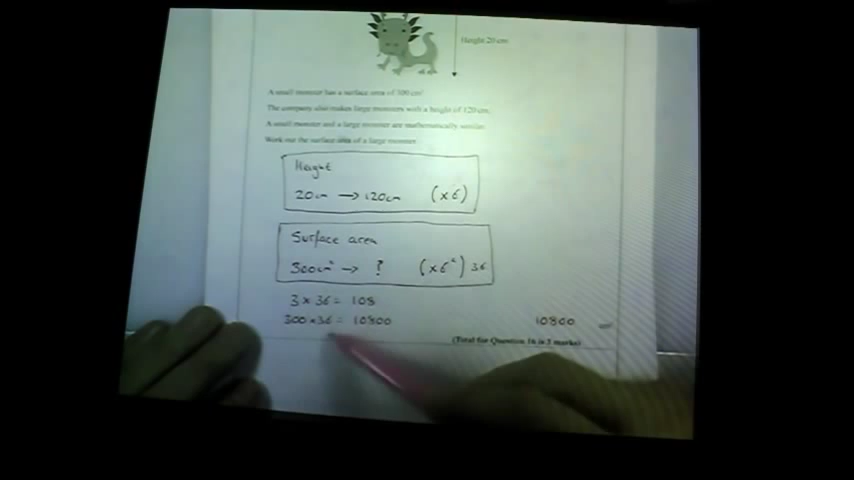 Height 20 cm
A small monster has a surface area of 300 cm²
The company also makes large monsters with a height of 120 cm.
A small monster and a large monster are mathematically similar.
Work out the surface area of a large monster.
Height
20cm → 120cm (×6)
Surface area
300cm² → ? (×6²) 36
3 × 36 = 108
300 × 36 = 10800
10800 cm²
(Total for Question 16 is 3 marks)